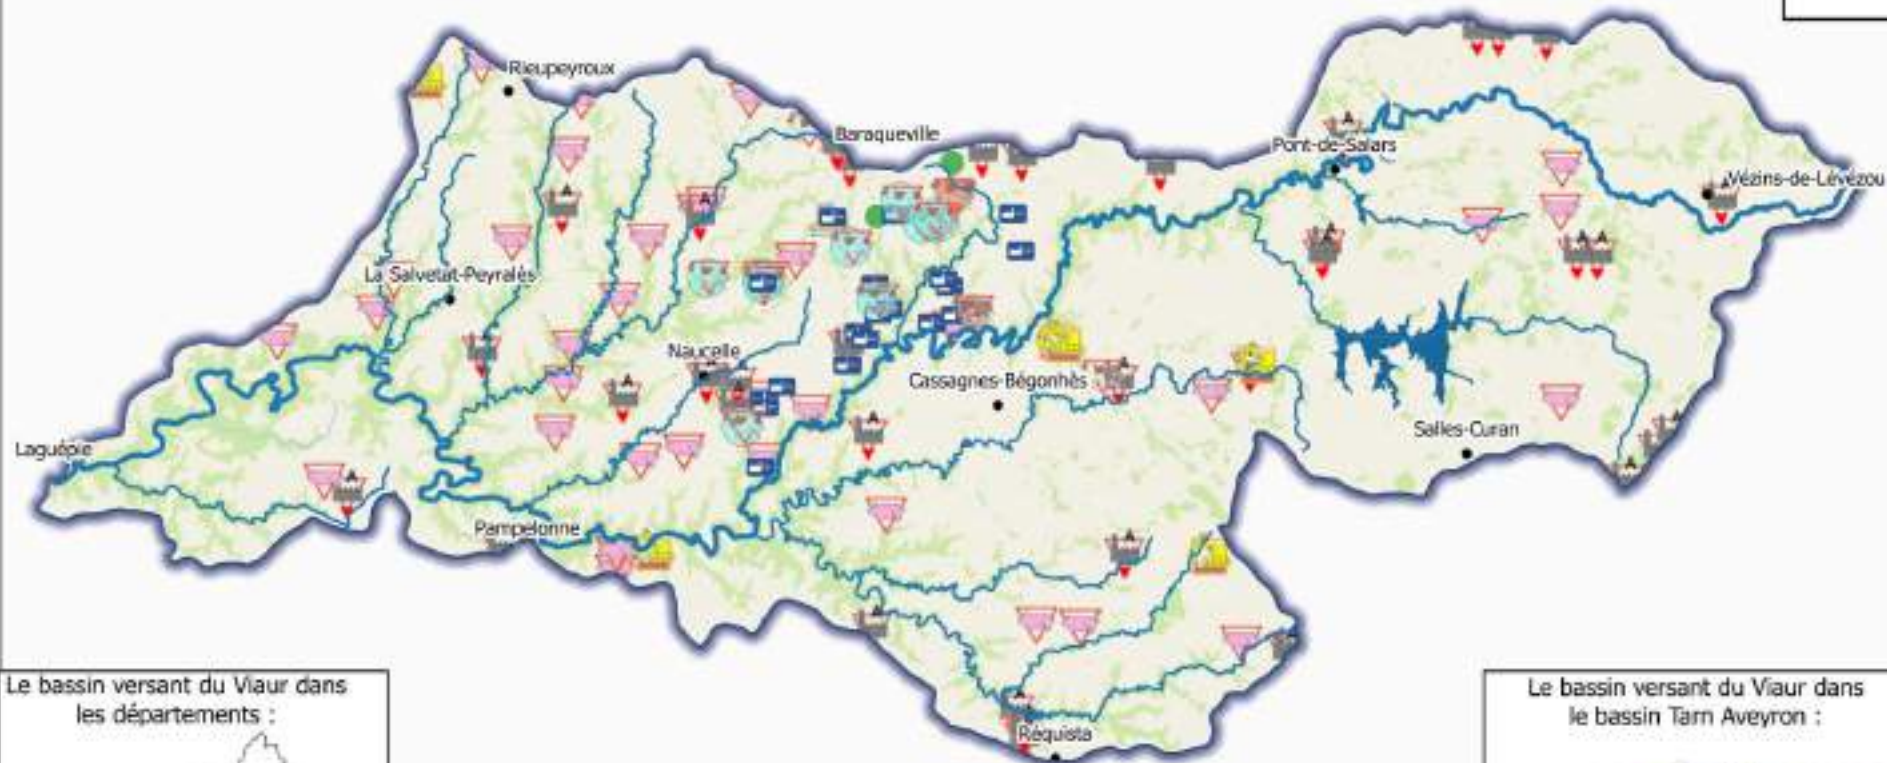 Rieupeyroux
Baraqueville
Pont-de-Salars
Vézins-de-Lévézou
La Salvetat-Peyralès
Naucelle
Cassagnes-Bégonhès
Salles-Curan
Laguépie
Pampelonne
Réquista
Le bassin versant du Viaur dans
les départements :
Le bassin versant du Viaur dans
le bassin Tarn Aveyron :